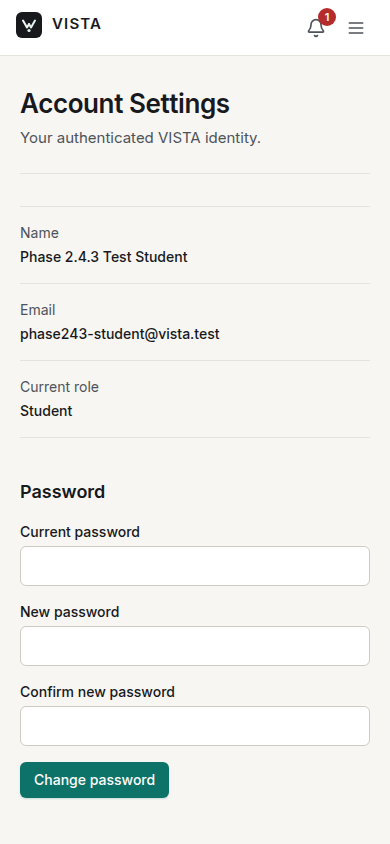 VISTA
1
Account Settings
Your authenticated VISTA identity.
Name
Phase 2.4.3 Test Student
Email
phase243-student@vista.test
Current role
Student
Password
Current password
New password
Confirm new password
Change password